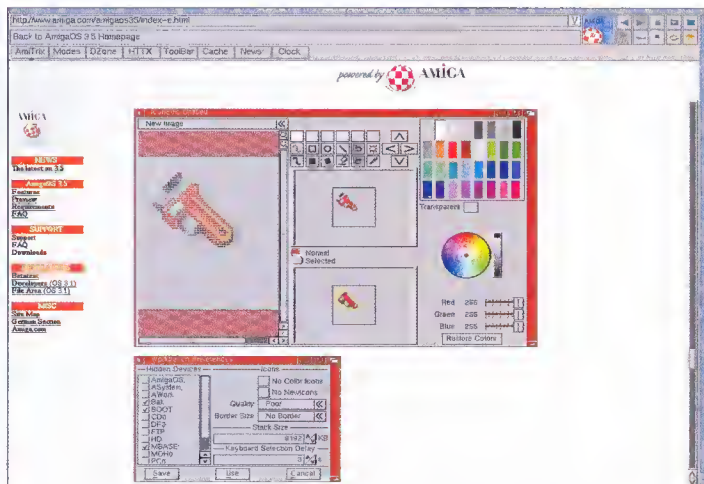 http://www.amiga.com/amigaos35/index-e.html
Back to AmigaOS 3.5 Homepage
AmiTrix Modes DZone HTTX ToolBar Cache News Clock
powered by AMIGA
AMIGA
NEWS
The latest on 3.5
AmigaOS 3.5
Features
Preview
Requirements
FAQ
SUPPORT
Support
FAQ
Downloads
Developers (OS 3.1)
File Area (OS 3.1)
MISC
Site Map
German Section
Amiga.com
New Image
Transparent
Normal
Selected
Red 255
Green 255
Blue 255
Restore Colors
Workbench Preferences
Hidden Devices
AmigaOS,
ASystem,
AWork,
Bak
BOOT
CD0
DF2
FTP
HD
MBASE
MOH0
PC0
Icons
No Color Icons
No NewIcons
Quality Poor
Border Size No Border
Stack Size
8192 KB
Keyboard Selection Delay
0 s
Save
Use
Cancel